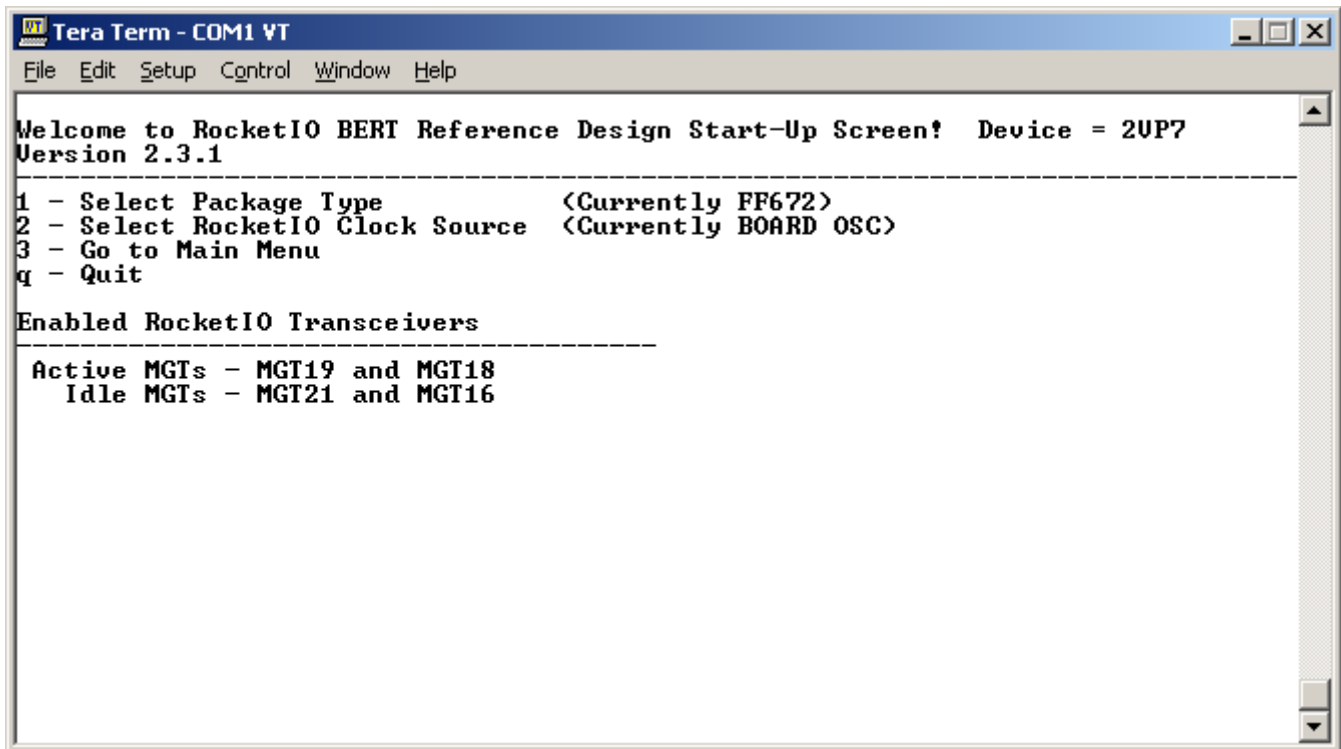 Tera Term - COM1 VT
File Edit Setup Control Window Help
Welcome to RocketIO BERT Reference Design Start-Up Screen! Device = 2VP7
Version 2.3.1
--------------------------------------------------------------------------------
1 - Select Package Type (Currently FF672)
2 - Select RocketIO Clock Source (Currently BOARD OSC)
3 - Go to Main Menu
q - Quit
Enabled RocketIO Transceivers
----------------------------------------
Active MGTs - MGT19 and MGT18
Idle MGTs - MGT21 and MGT16